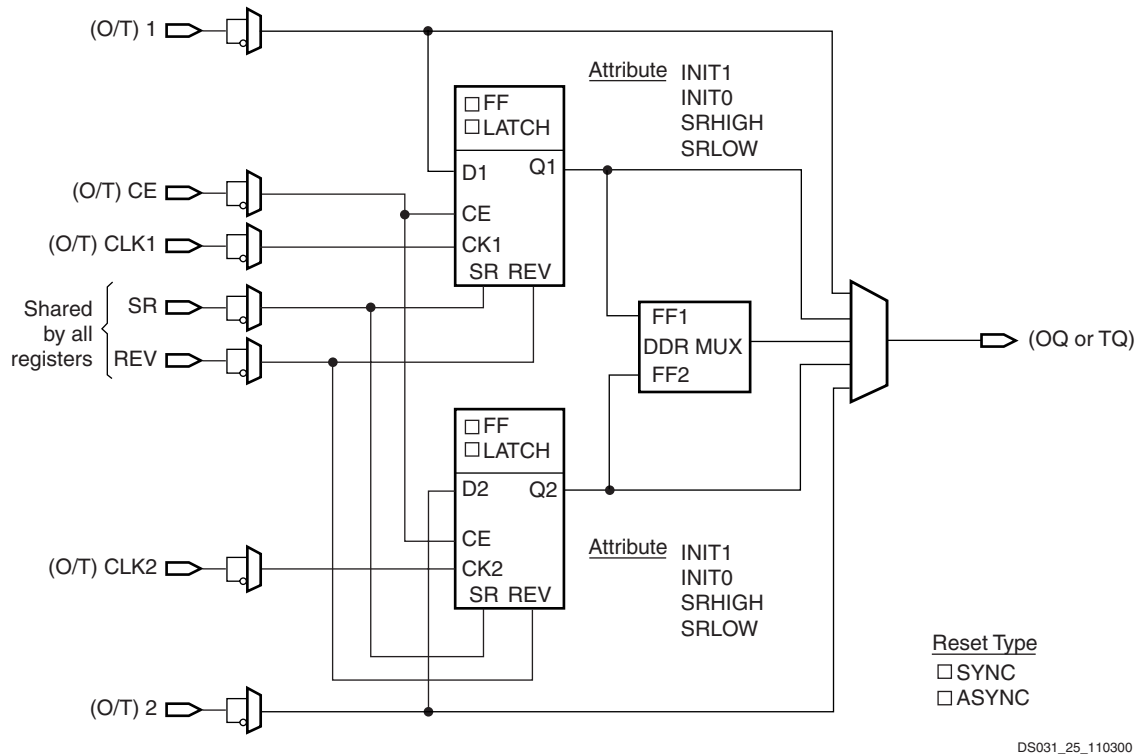 (O/T) 1
Attribute INIT1
INIT0
SRHIGH
SRLOW
FF
LATCH
D1 Q1
(O/T) CE
CE
(O/T) CLK1
CK1
SR REV
Shared
by all
registers
SR
REV
FF1
DDR MUX
FF2
(OQ or TQ)
FF
LATCH
D2 Q2
CE
(O/T) CLK2
CK2
SR REV
Attribute INIT1
INIT0
SRHIGH
SRLOW
Reset Type
SYNC
ASYNC
(O/T) 2
DS031_25_110300